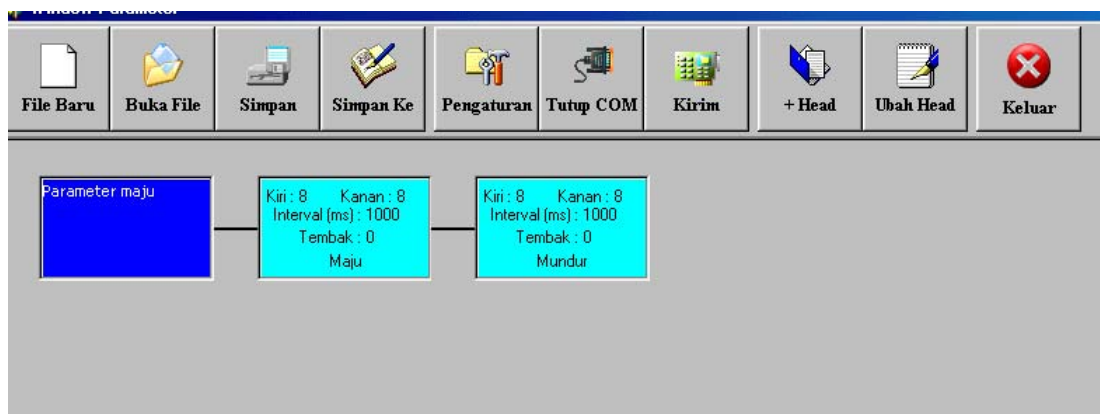 File Baru Buka File Simpan Simpan Ke Pengaturan Tutup COM Kirim + Head Ubah Head Keluar
Parameter maju
Kiri : 8 Kanan : 8
Interval (ms) : 1000
Tembak : 0
Maju
Kiri : 8 Kanan : 8
Interval (ms) : 1000
Tembak : 0
Mundur